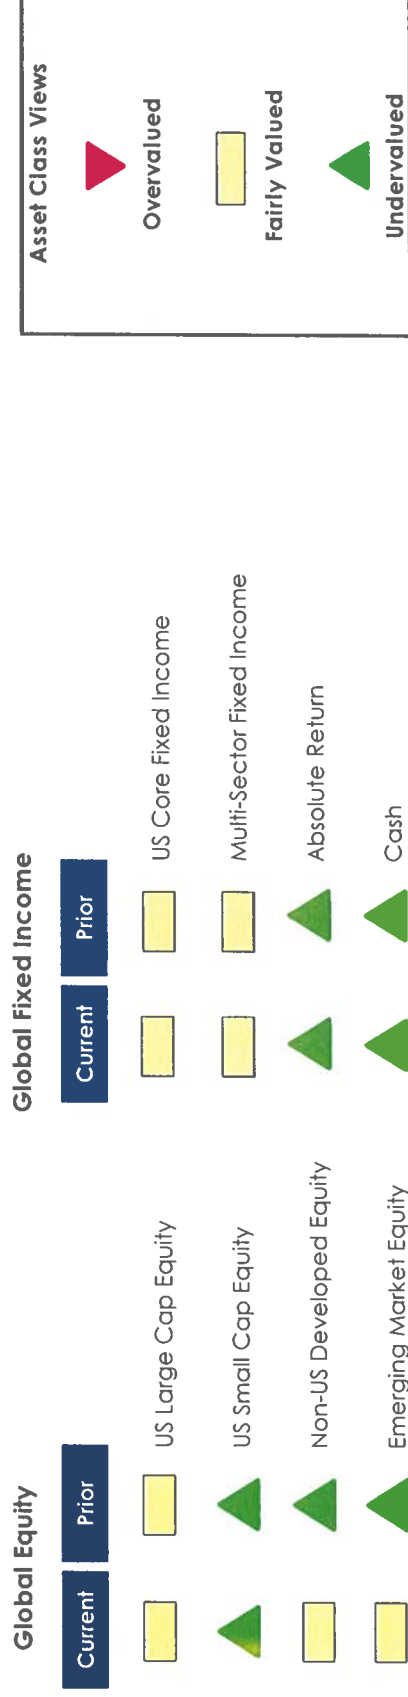 Global Equity
Current Prior
US Large Cap Equity
US Small Cap Equity
Non-US Developed Equity
Emerging Market Equity
Global Fixed Income
Current Prior
US Core Fixed Income
Multi-Sector Fixed Income
Absolute Return
Cash
Asset Class Views
Overvalued
Fairly Valued
Undervalued